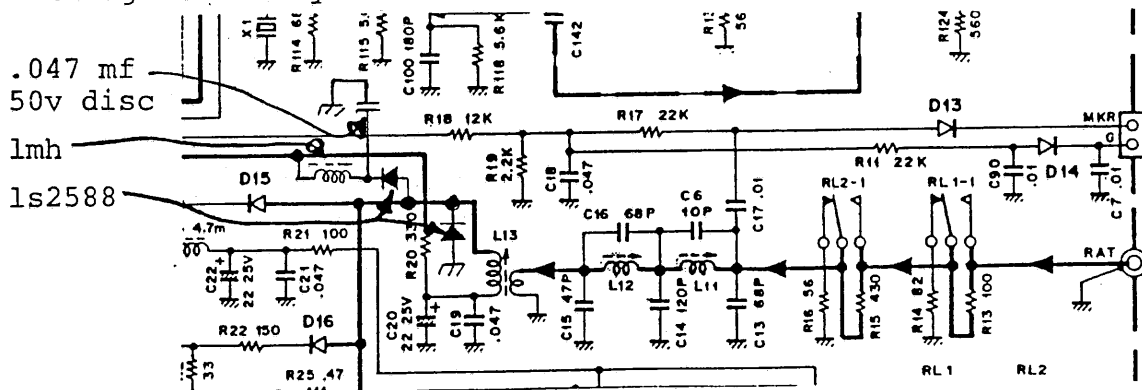 .047 mf
50v disc
1mh
1s2588
X1
R114 68
R115 5.
C100 180P
R118 5.6K
C142
56
R124
560
R18 12K
R17 22K
D13
MKR
G
R19
2.2K
C18
.047
R11 22K
C90
.01
D14
C7 .01
D15
C16 68P
C6
10P
C17 .01
RL2-1
RL1-1
4.7m
R21 100
R20 330
L13
RAT
C22
22 25V
C21
.047
L12
L11
C20
22 25V
C19
.047
C15 47P
C14 120P
C13 68P
R16 56
R15 430
R14 82
R13 100
R22 150
D16
33
R25 .47
RL1
RL2